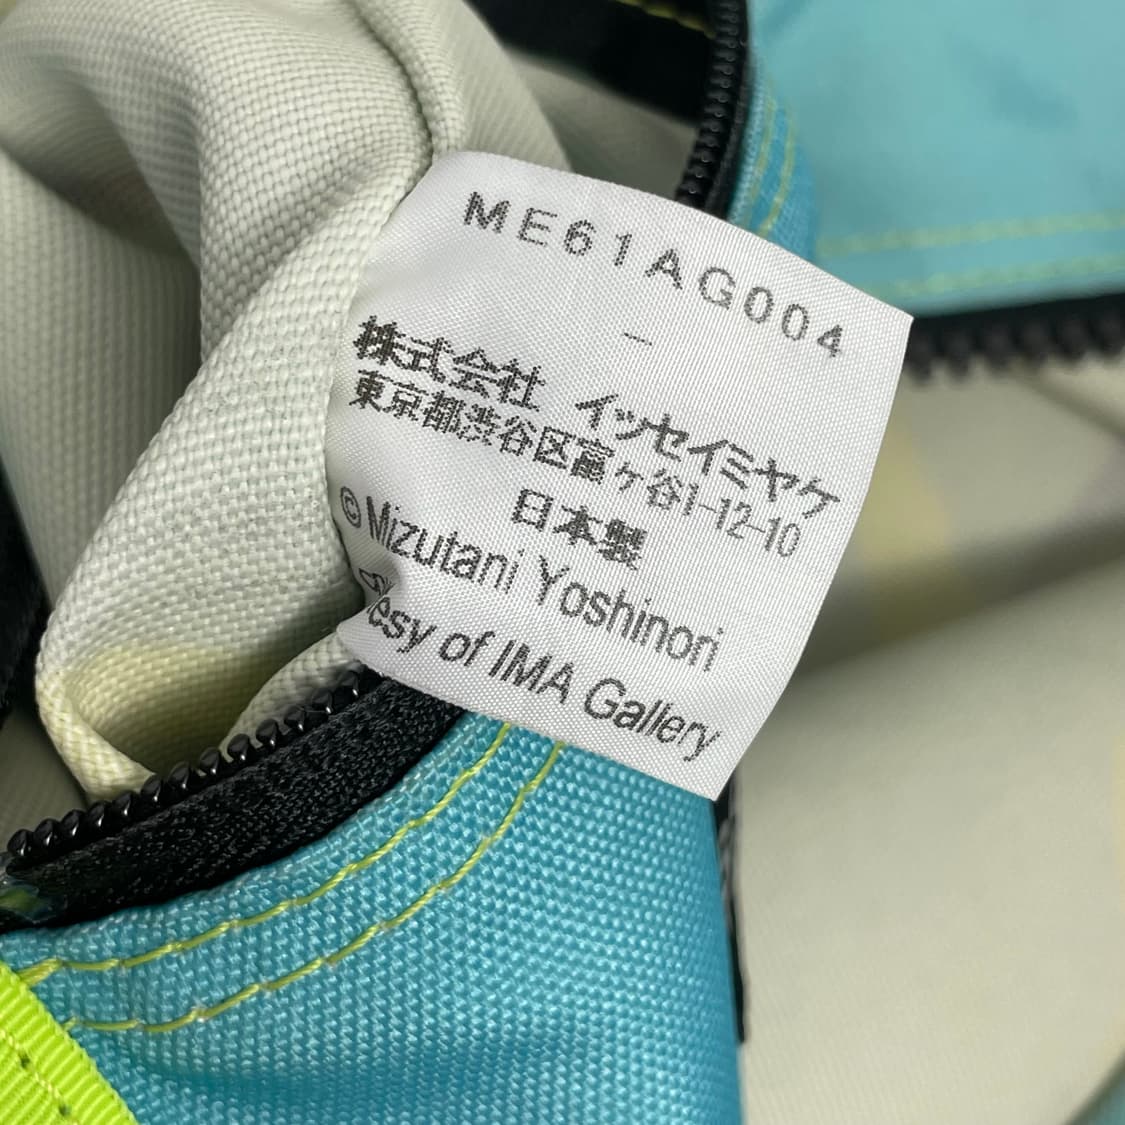 ME61AG004
–
株式会社 イッセイミヤケ
東京都渋谷区富ヶ谷1-12-10
日本製
©Mizutani Yoshinori
esy of IMA Gallery